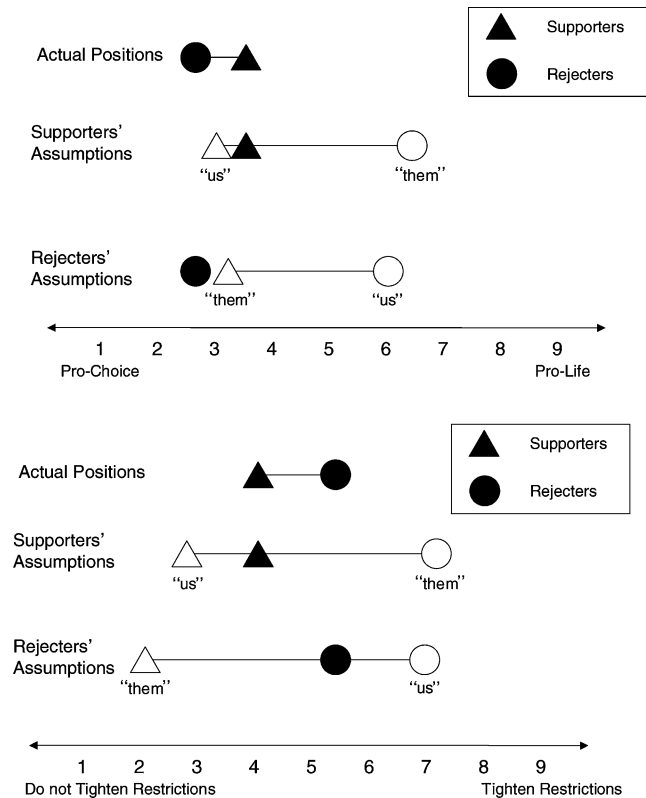 Supporters
Actual Positions
Rejecters
Supporters’
Assumptions
“us”
“them”
Rejecters’
Assumptions
“them”
“us”
1 2 3 4 5 6 7 8 9
Pro-Choice Pro-Life
Supporters
Actual Positions
Rejecters
Supporters’
Assumptions
“us”
“them”
Rejecters’
Assumptions
“them”
“us”
1 2 3 4 5 6 7 8 9
Do not Tighten Restrictions Tighten Restrictions